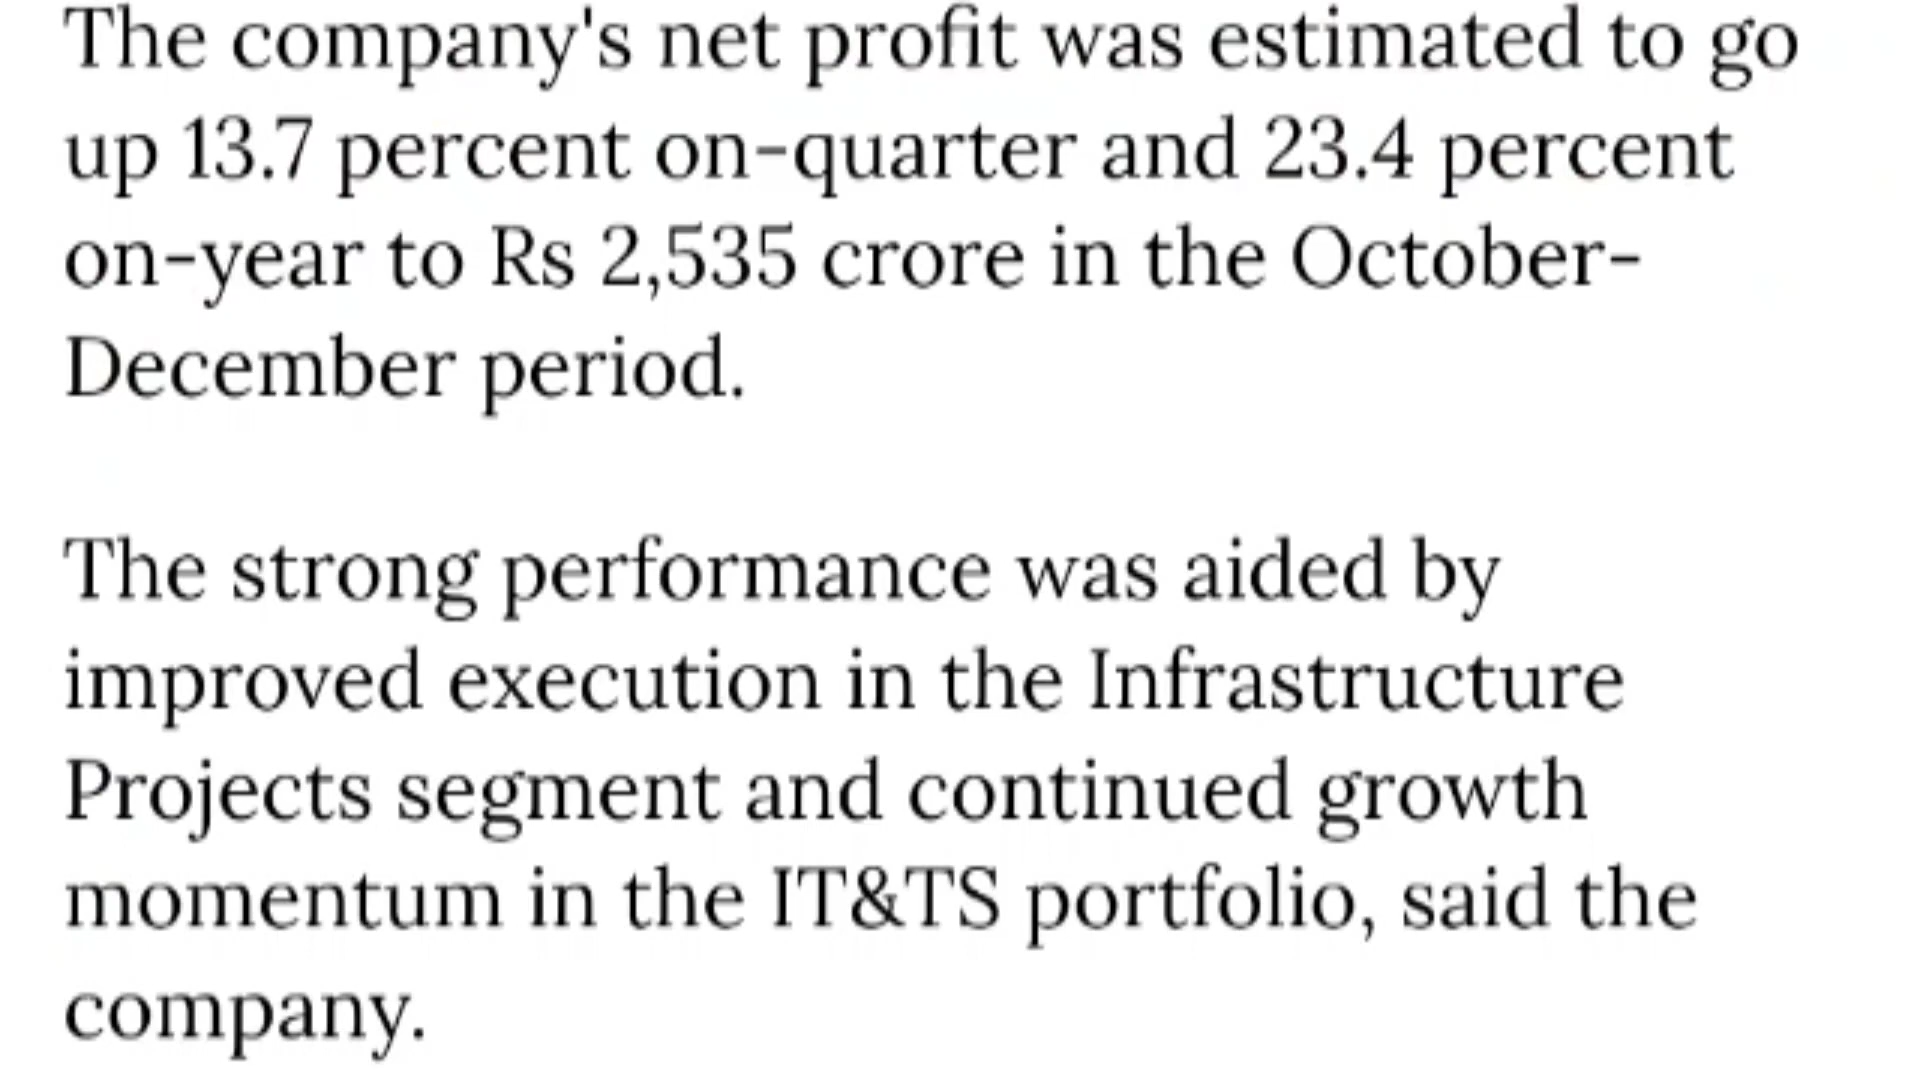 The company's net profit was estimated to go
up 13.7 percent on-quarter and 23.4 percent
on-year to Rs 2,535 crore in the October-
December period.
The strong performance was aided by
improved execution in the Infrastructure
Projects segment and continued growth
momentum in the IT&TS portfolio, said the
company.